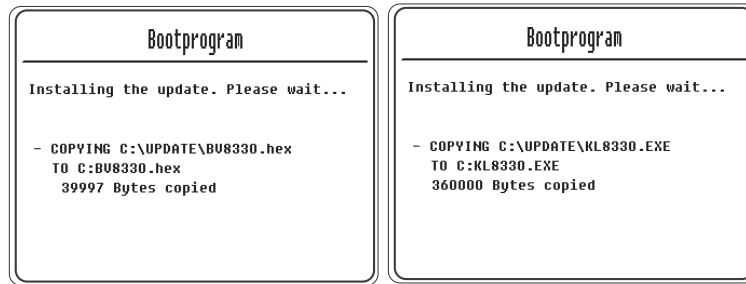 Bootprogram
Installing the update. Please wait...
- COPYING C:\UPDATE\BV8330.hex
TO C:BV8330.hex
39997 Bytes copied
Bootprogram
Installing the update. Please wait...
- COPYING C:\UPDATE\KL8330.EXE
TO C:KL8330.EXE
360000 Bytes copied